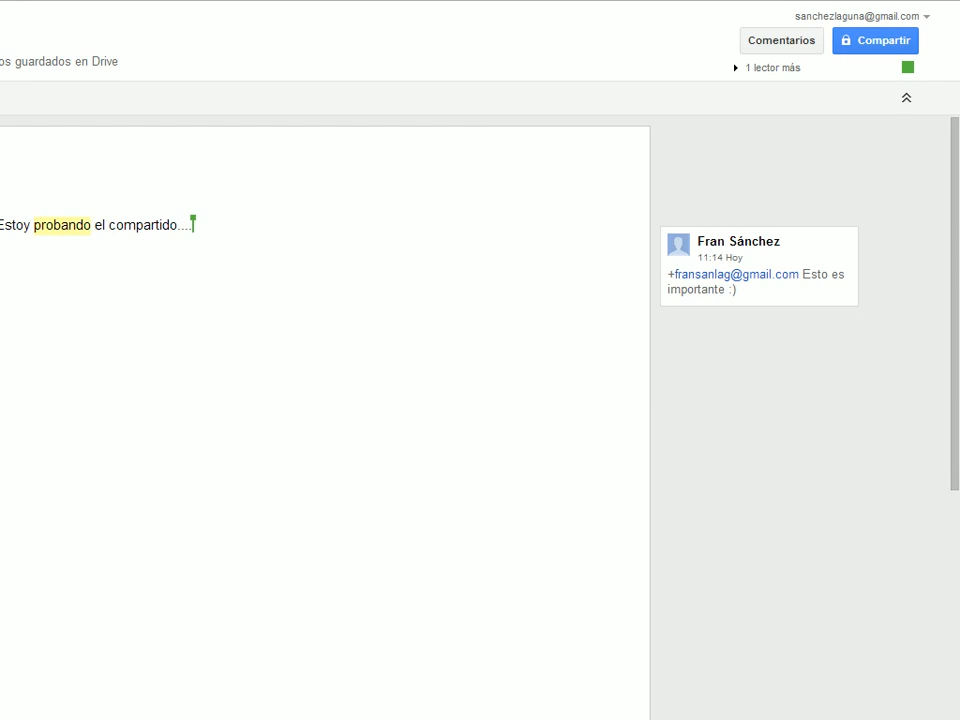 sanchezlaguna@gmail.com
Comentarios
Compartir
os guardados en Drive
1 lector más
Estoy probando el compartido....
Fran Sánchez
11:14 Hoy
+fransanlag@gmail.com Esto es
importante :)